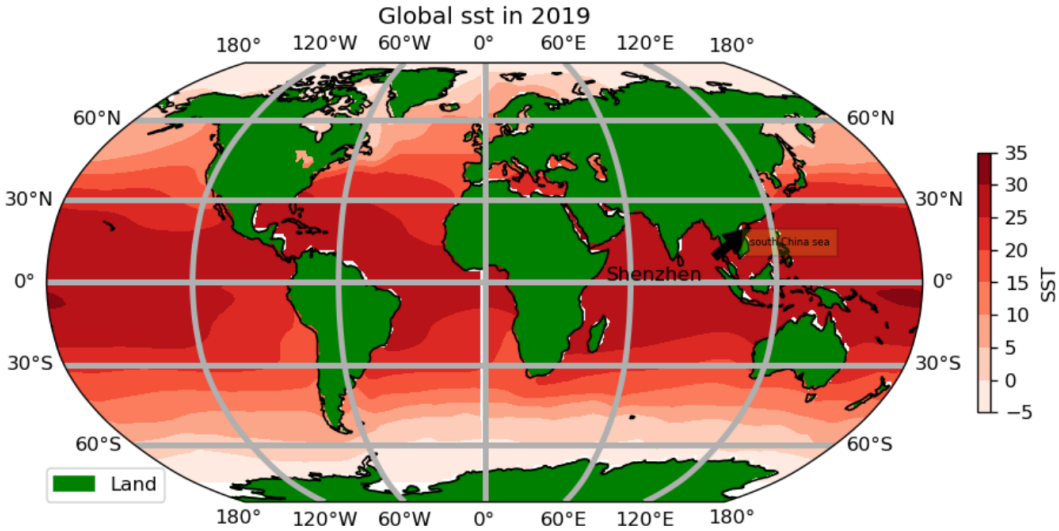 Global sst in 2019
180° 120°W 60°W 0° 60°E 120°E 180°
60°N 60°N
30°N 30°N
south China sea
Shenzhen
0° 0°
30°S 30°S
60°S 60°S
Land
180° 120°W 60°W 0° 60°E 120°E 180°
35
30
25
20
15
10
5
0
−5
SST